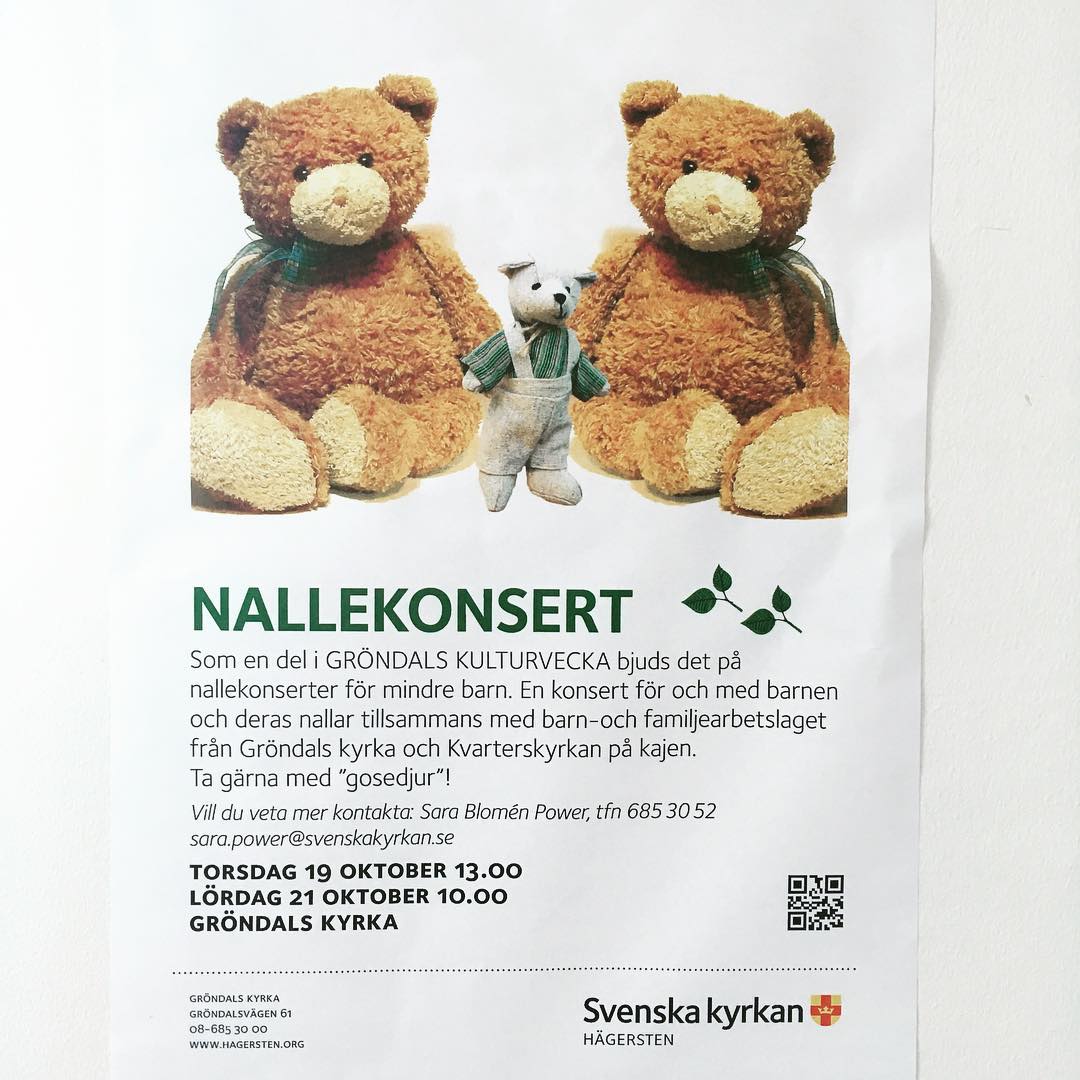 NALLEKONSERT
Som en del i GRÖNDALS KULTURVECKA bjuds det på
nallekonserter för mindre barn. En konsert för och med barnen
och deras nallar tillsammans med barn-och familjearbetslaget
från Gröndals kyrka och Kvarterskyrkan på kajen.
Ta gärna med ”gosedjur”!
Vill du veta mer kontakta: Sara Blomén Power, tfn 685 30 52
sara.power@svenskakyrkan.se
TORSDAG 19 OKTOBER 13.00
LÖRDAG 21 OKTOBER 10.00
GRÖNDALS KYRKA
GRÖNDALS KYRKA
GRÖNDALSVÄGEN 61
08-685 30 00
WWW.HAGERSTEN.ORG
Svenska kyrkan
HÄGERSTEN